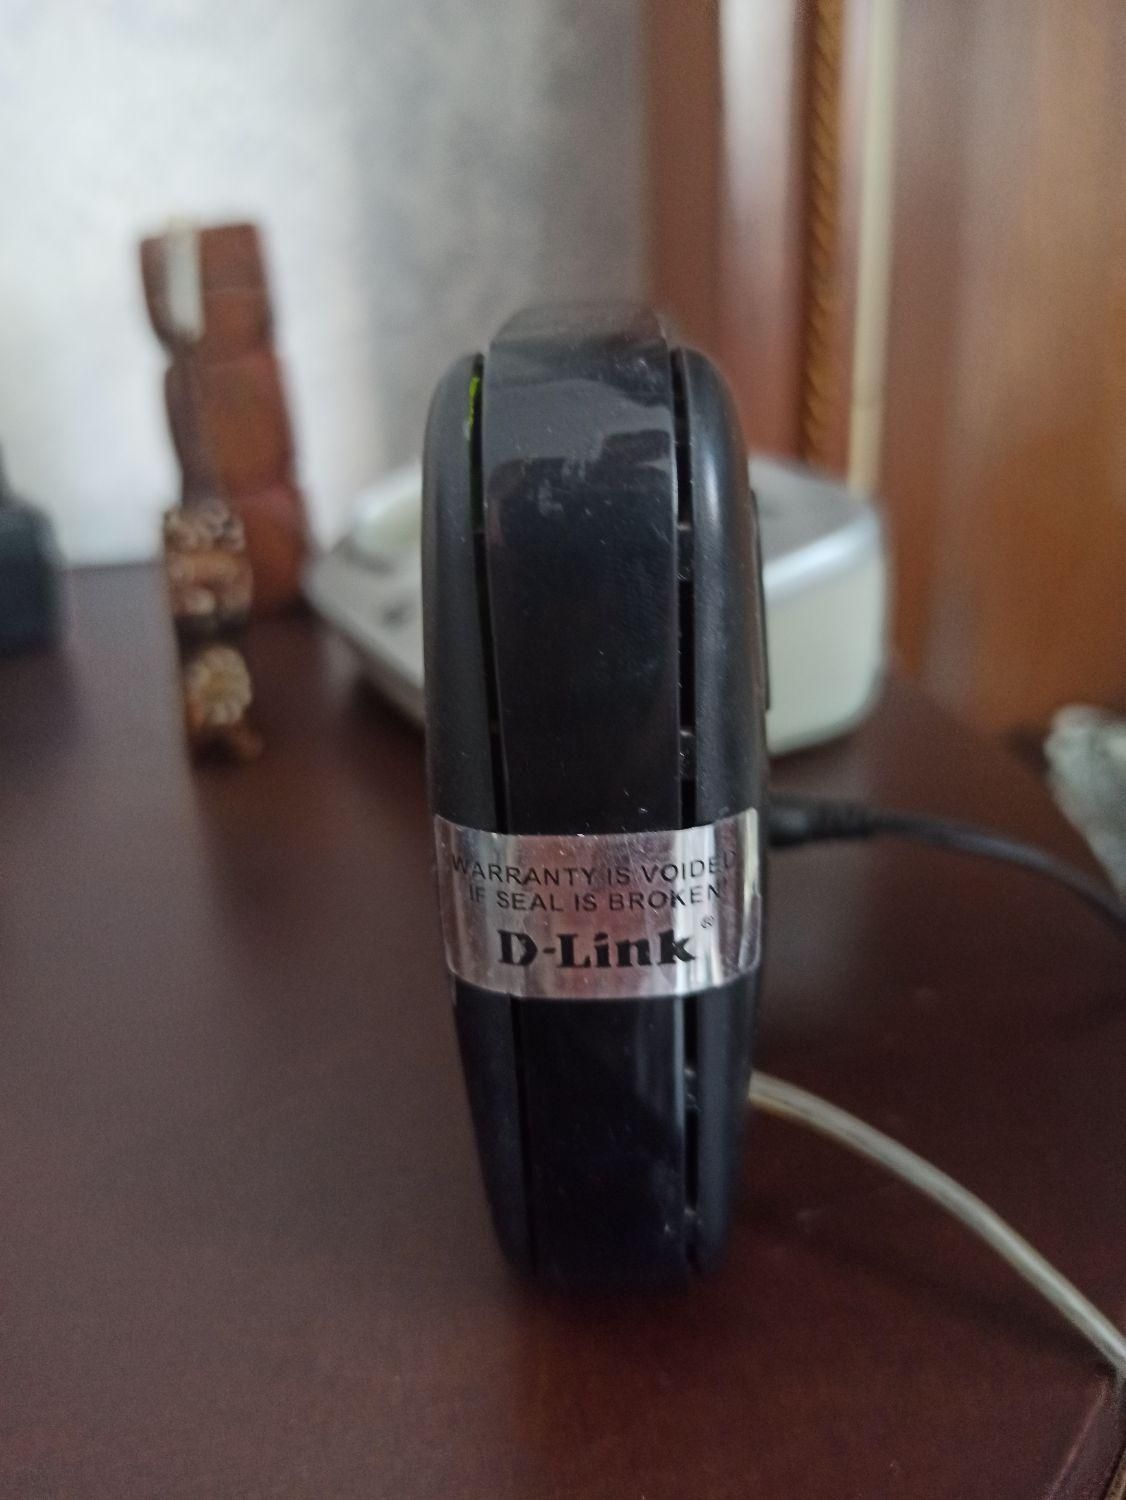 WARRANTY IS VOIDED
IF SEAL IS BROKEN!
D-Link®